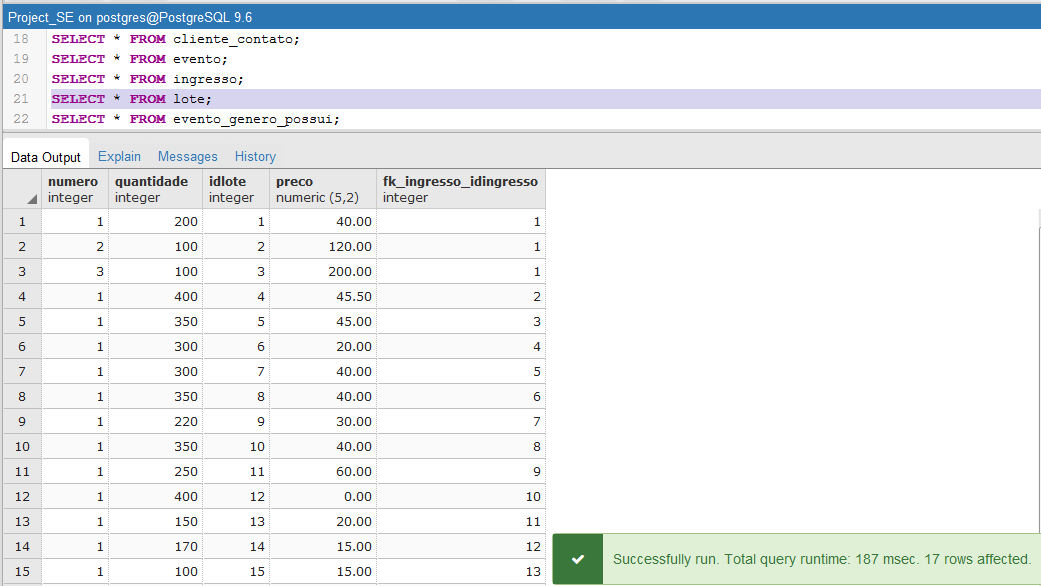 Project_SE on postgres@PostgreSQL 9.6
18 SELECT * FROM cliente_contato;
19 SELECT * FROM evento;
20 SELECT * FROM ingresso;
21 SELECT * FROM lote;
22 SELECT * FROM evento_genero_possui;
Data Output Explain Messages History
numero quantidade idlote preco fk_ingresso_idingresso
integer integer integer numeric (5,2) integer
1 1 200 1 40.00 1
2 2 100 2 120.00 1
3 3 100 3 200.00 1
4 1 400 4 45.50 2
5 1 350 5 45.00 3
6 1 300 6 20.00 4
7 1 300 7 40.00 5
8 1 350 8 40.00 6
9 1 220 9 30.00 7
10 1 350 10 40.00 8
11 1 250 11 60.00 9
12 1 400 12 0.00 10
13 1 150 13 20.00 11
14 1 170 14 15.00 12
15 1 100 15 15.00 13
Successfully run. Total query runtime: 187 msec. 17 rows affected.